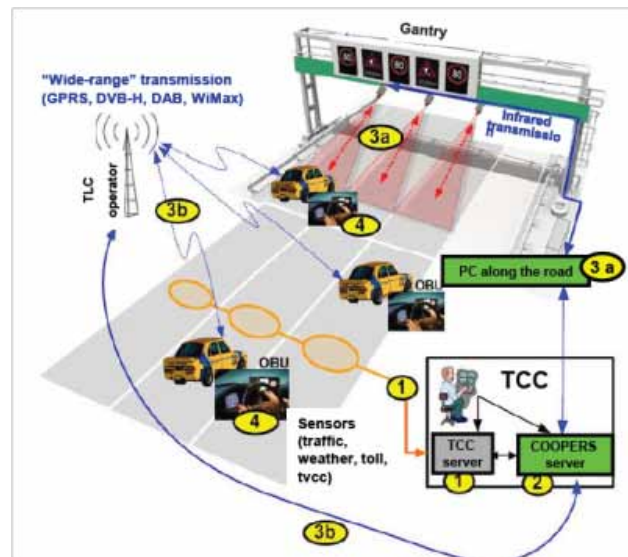 Gantry
"Wide-range" transmission
(GPRS, DVB-H, DAB, WiMax)
Infrared
transmissio
n
3a
TLC
operator
3b
4
OBU
PC along the road
3 a
OBU
4
1
TCC
Sensors
(traffic,
weather, toll,
tvcc)
TCC
server
COOPERS
server
1
2
3b